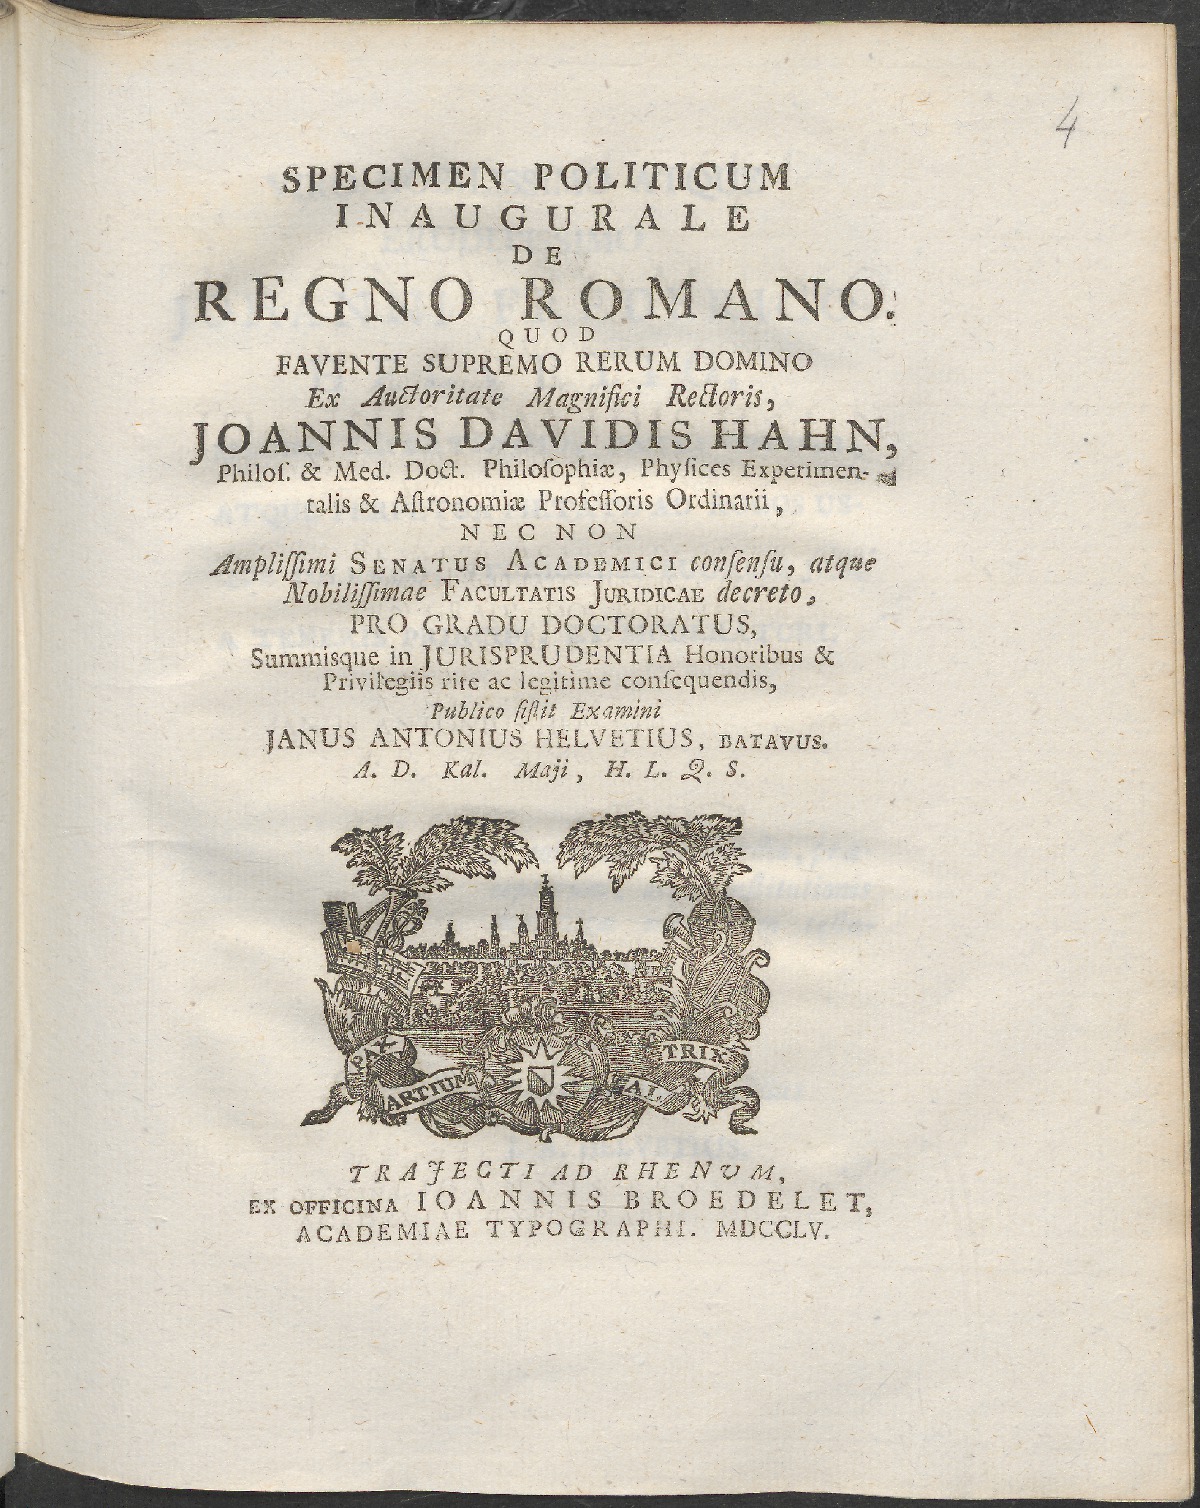 4
SPECIMEN POLITICUM
INAUGURALE
DE
REGNO ROMANO.
QUOD
FAVENTE SUPREMO RERUM DOMINO
Ex Auctoritate Magnifici Rectoris,
JOANNIS DAVIDIS HAHN,
Philoſ. & Med. Doct. Philoſophiæ, Phyſices Experimen-
talis & Aſtronomiæ Profeſſoris Ordinarii,
NEC NON
Ampliſſimi SENATUS ACADEMICI conſenſu, atque
Nobiliſſimae FACULTATIS JURIDICAE decreto,
PRO GRADU DOCTORATUS,
Summisque in JURISPRUDENTIA Honoribus &
Privilegiis rite ac legitime conſequendis,
Publico ſiſtit Examini
JANUS ANTONIUS HELVETIUS, BATAVUS.
A. D. Kal. Maji, H. L. Q. S.
PAX ARTIUM AL TRIX
TRAJECTI AD RHENUM,
EX OFFICINA IOANNIS BROEDELET,
ACADEMIAE TYPOGRAPHI. MDCCLV.